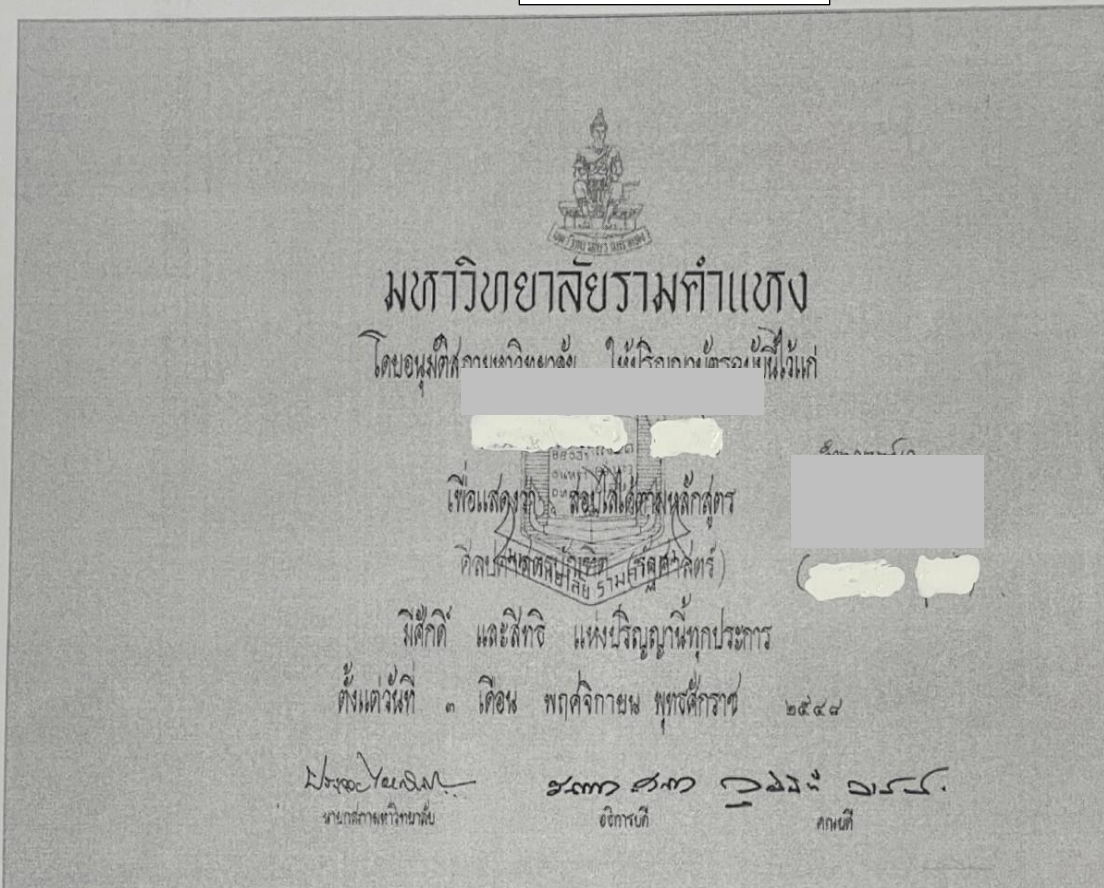 มหาวิทยาลัยรามคำแหง
โดยอนุมัติสภามหาวิทยาลัย ให้ปริญญาบัตรฉบับนี้ไว้แก่
เพื่อแสดงว่า สอบไล่ได้ตามหลักสูตร
ศิลปศาสตรบัณฑิต (รัฐศาสตร์)
มีศักดิ์ และสิทธิ แห่งปริญญานี้ทุกประการ
ตั้งแต่วันที่ ๓ เดือน พฤศจิกายน พุทธศักราช ๒๕๔๘
นายกสภามหาวิทยาลัย อธิการบดี คณบดี